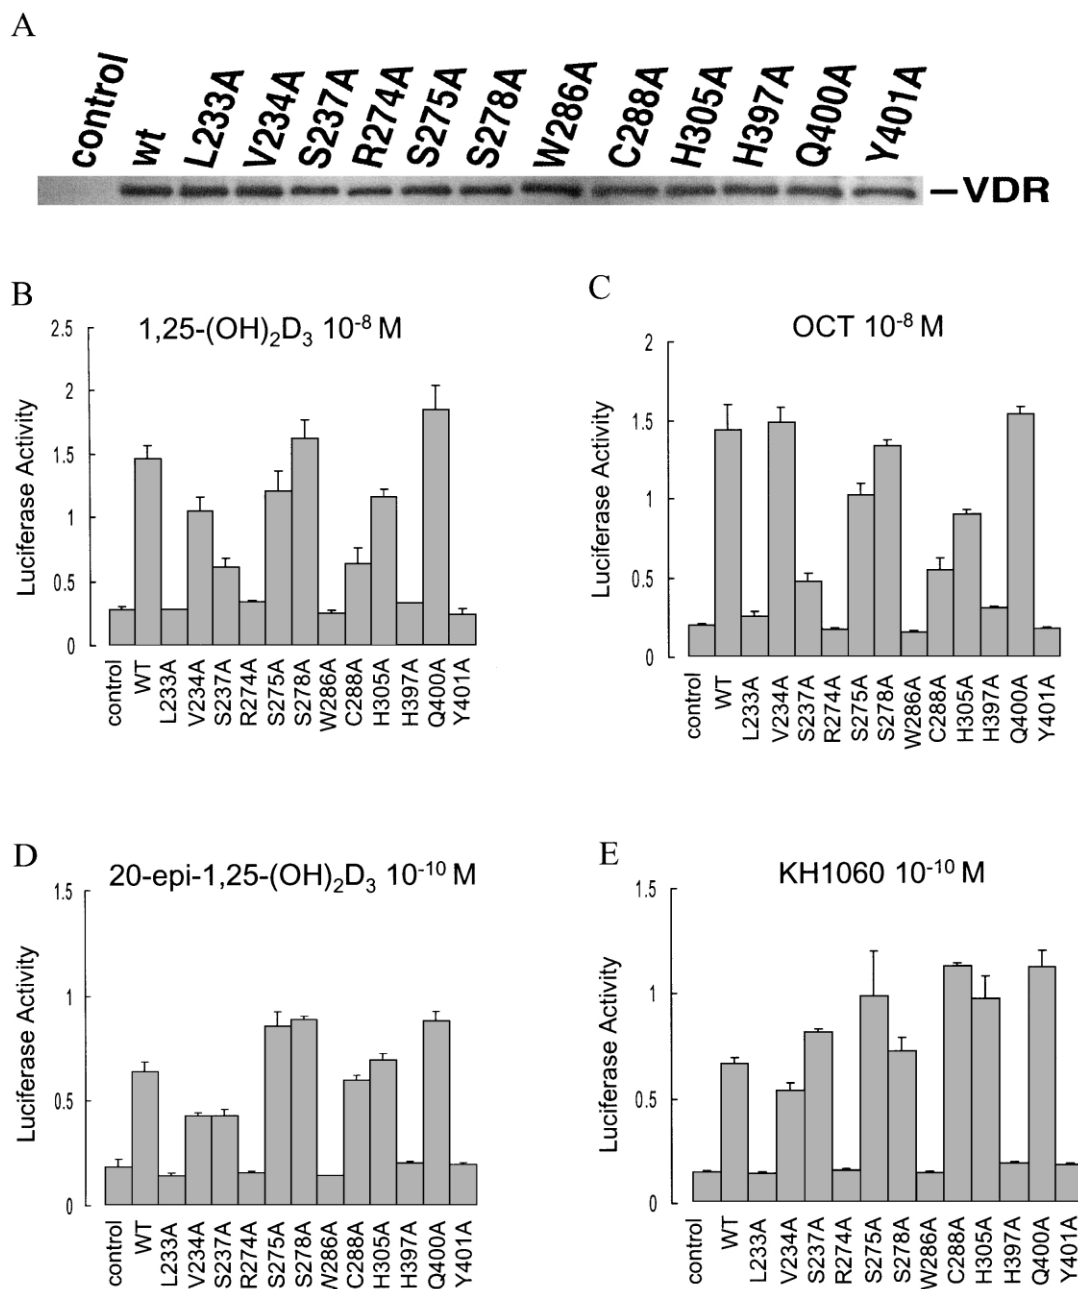 A
control wt L233A V234A S237A R274A S275A S278A W286A C288A H305A H397A Q400A Y401A
–VDR
B
1,25-(OH)₂D₃ 10⁻⁸ M
Luciferase Activity
2.5
2
1.5
1
0.5
0
control WT L233A V234A S237A R274A S275A S278A W286A C288A H305A H397A Q400A Y401A
C
OCT 10⁻⁸ M
Luciferase Activity
2
1.5
1
0.5
0
control WT L233A V234A S237A R274A S275A S278A W286A C288A H305A H397A Q400A Y401A
D
20-epi-1,25-(OH)₂D₃ 10⁻¹⁰ M
Luciferase Activity
1.5
1
0.5
0
control WT L233A V234A S237A R274A S275A S278A W286A C288A H305A H397A Q400A Y401A
E
KH1060 10⁻¹⁰ M
Luciferase Activity
1.5
1
0.5
0
control WT L233A V234A S237A R274A S275A S278A W286A C288A H305A H397A Q400A Y401A